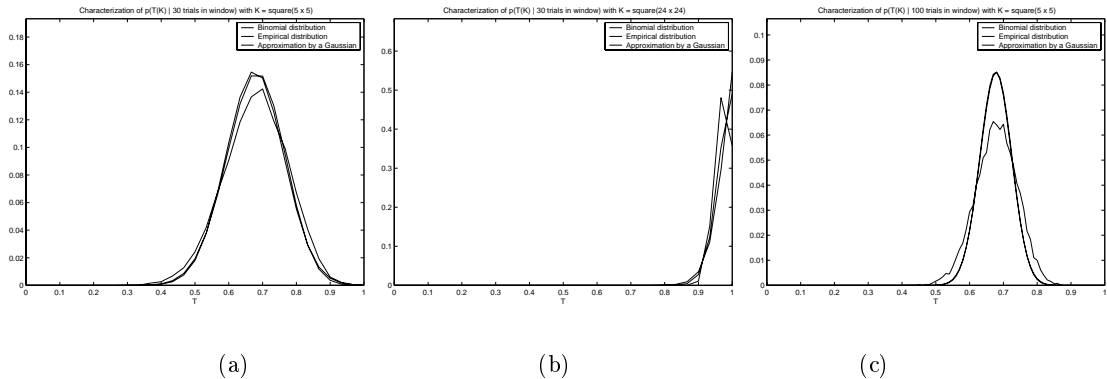 Characterization of p(T(K) | 30 trials in window) with K = square(5 x 5)
Binomial distribution
Empirical distribution
Approximation by a Gaussian
0.18
0.16
0.14
0.12
0.1
0.08
0.06
0.04
0.02
0
0 0.1 0.2 0.3 0.4 0.5 0.6 0.7 0.8 0.9 1
T
(a)
Characterization of p(T(K) | 30 trials in window) with K = square(24 x 24)
Binomial distribution
Empirical distribution
Approximation by a Gaussian
0.6
0.5
0.4
0.3
0.2
0.1
0
0 0.1 0.2 0.3 0.4 0.5 0.6 0.7 0.8 0.9 1
T
(b)
Characterization of p(T(K) | 100 trials in window) with K = square(5 x 5)
Binomial distribution
Empirical distribution
Approximation by a Gaussian
0.1
0.09
0.08
0.07
0.06
0.05
0.04
0.03
0.02
0.01
0
0 0.1 0.2 0.3 0.4 0.5 0.6 0.7 0.8 0.9 1
T
(c)